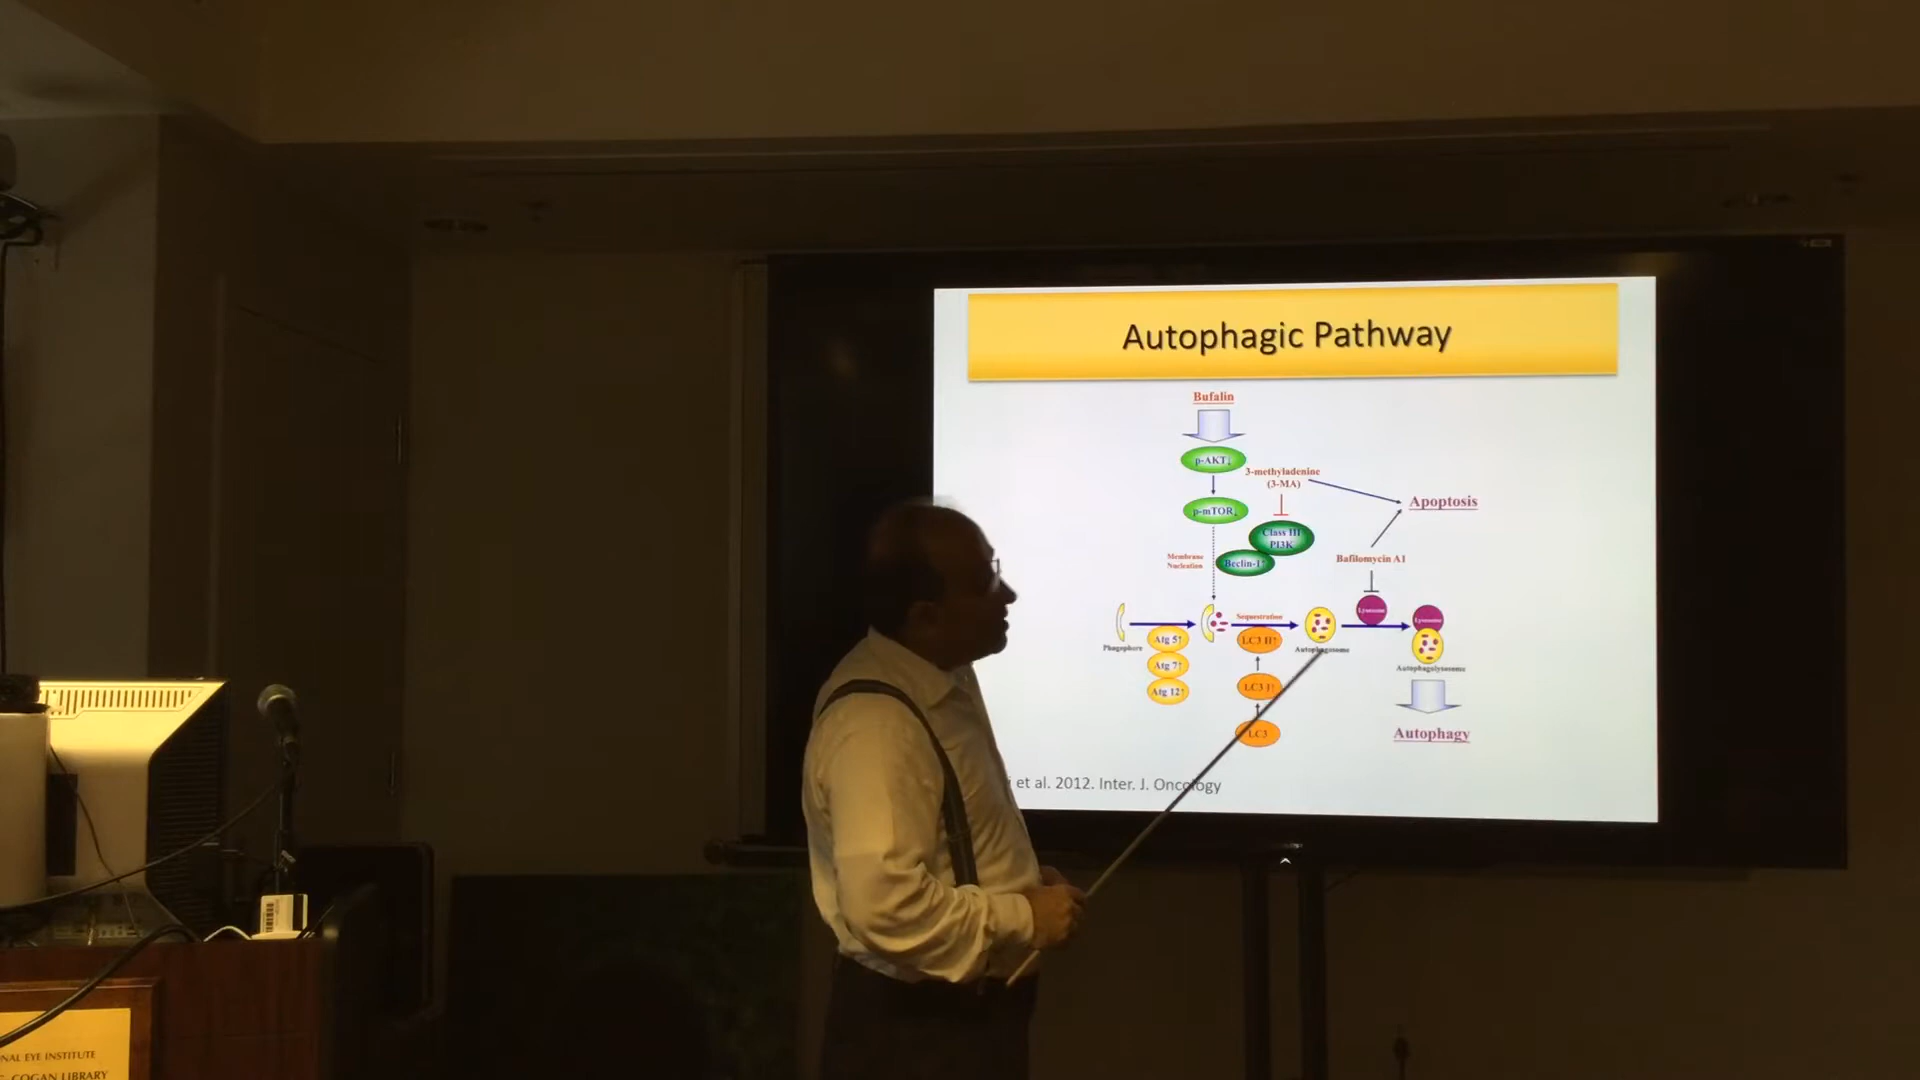 Autophagic Pathway
Bufalin
p-AKT↓
3-methyladenine
(3-MA)
Apoptosis
p-mTOR↓
Class III
PI3K
Beclin-1↑
Membrane
Nucleation
Bafilomycin A1
Lysosome
Sequestration
Lysosome
Atg 5↑
LC3 II↑
Phagophore
Autophagosome
Atg 7↑
Autophagolysosome
LC3 I↑
Atg 12↑
LC3
Autophagy
et al. 2012. Inter. J. Oncology
NAL EYE INSTITUTE
COGAN LIBRARY